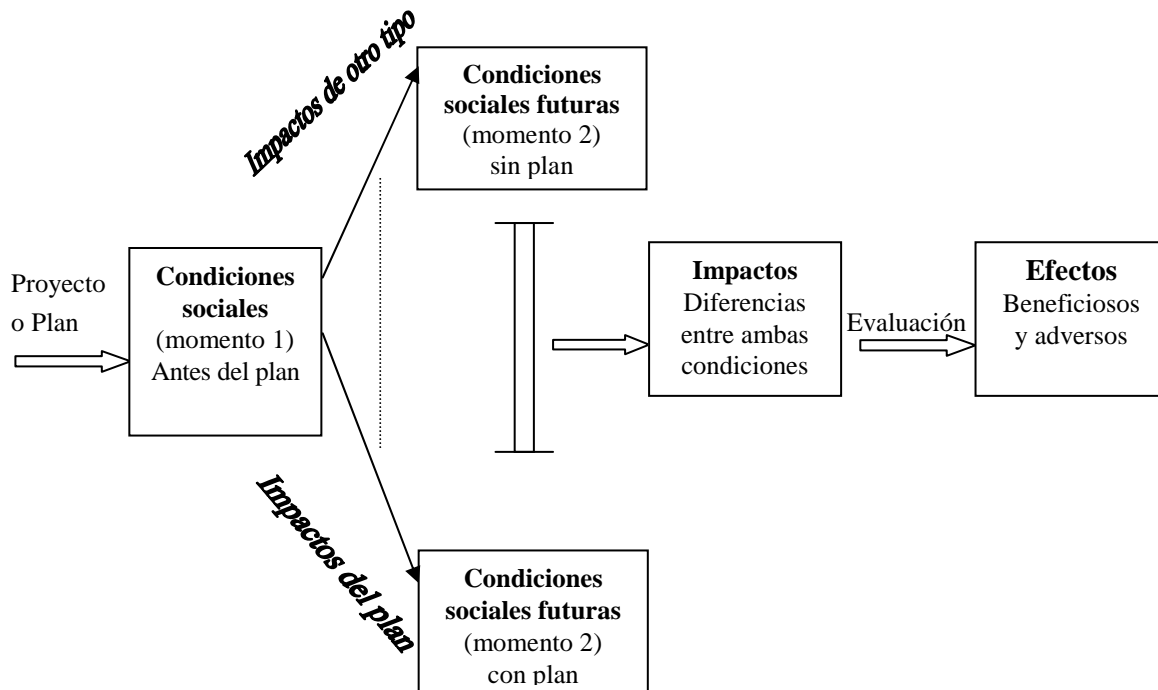 Impactos de otro tipo
Condiciones
sociales futuras
(momento 2)
sin plan
Proyecto
o Plan
Condiciones
sociales
(momento 1)
Antes del plan
Impactos
Diferencias
entre ambas
condiciones
Evaluación
Efectos
Beneficiosos
y adversos
Impactos del plan
Condiciones
sociales futuras
(momento 2)
con plan